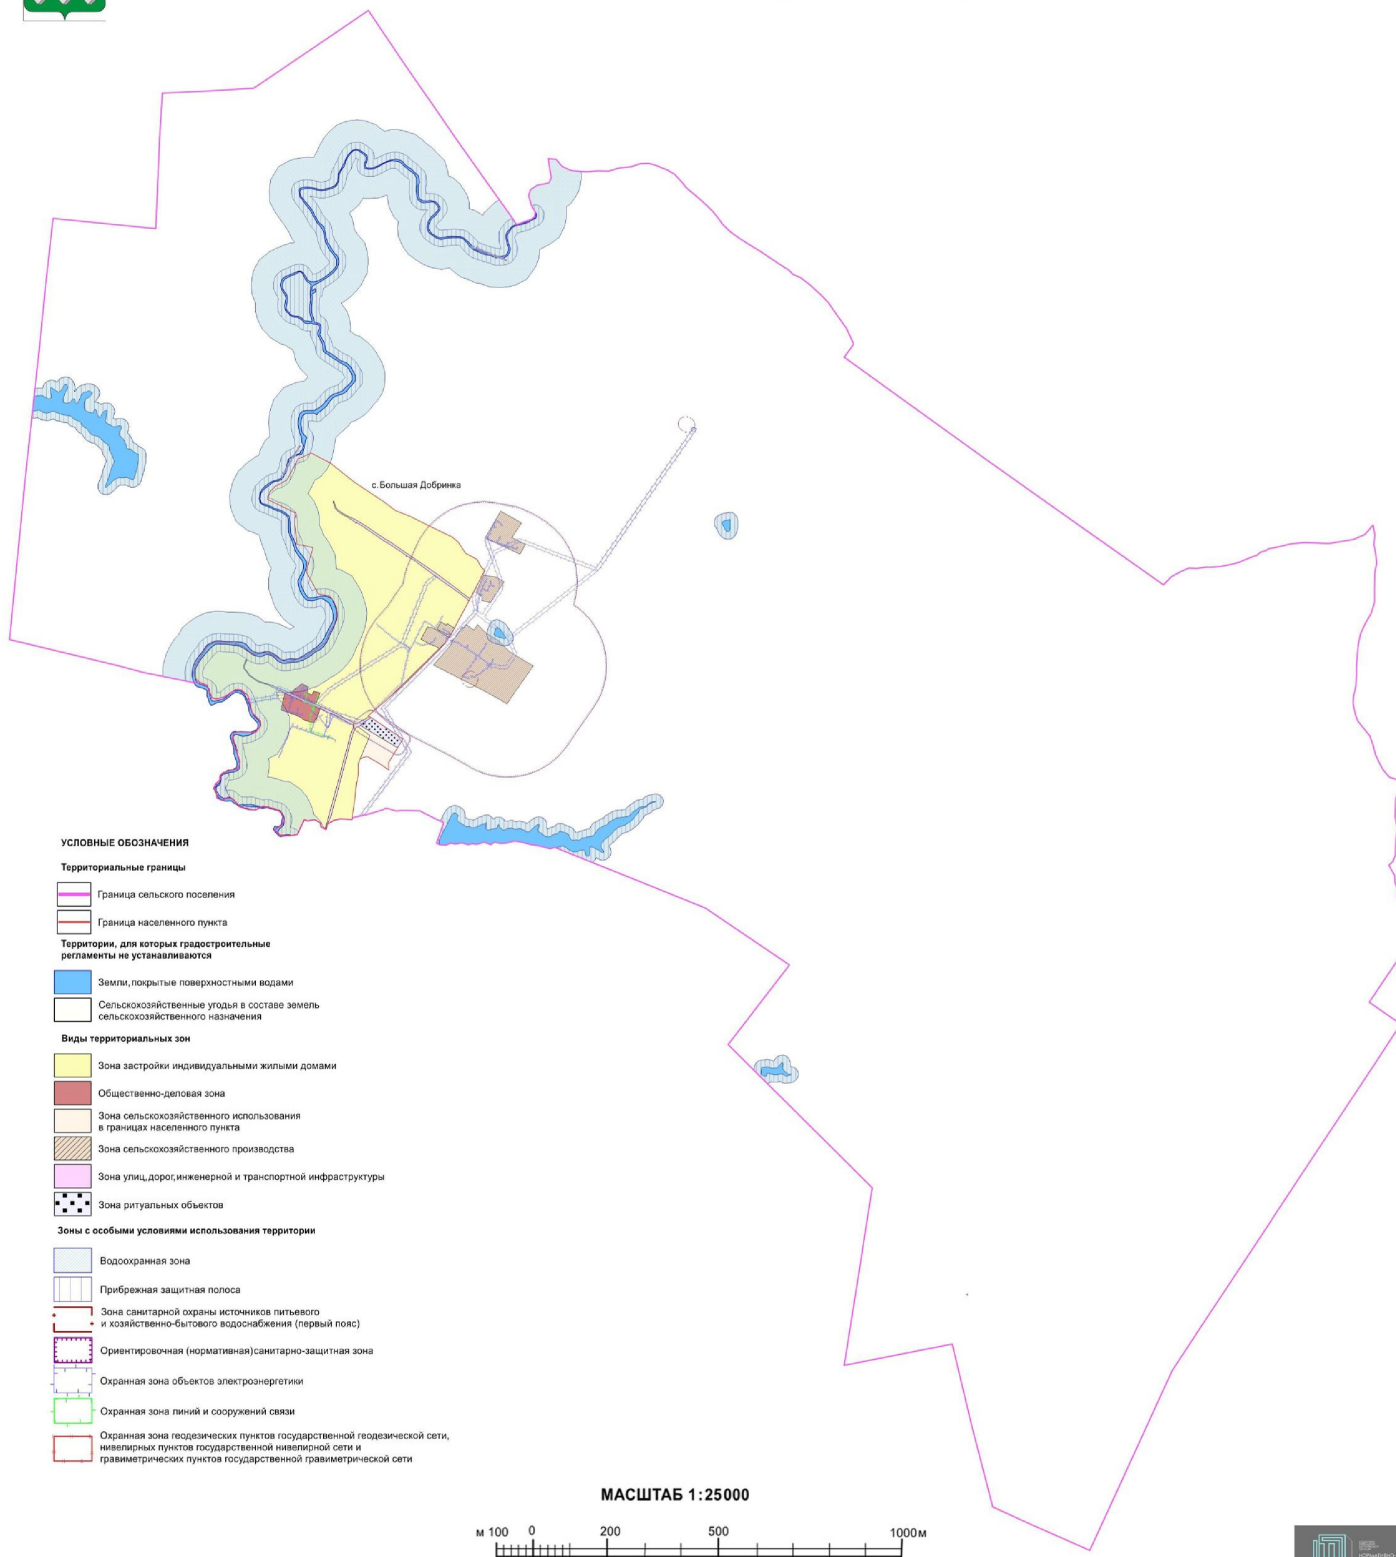 с.Большая Добринка
УСЛОВНЫЕ ОБОЗНАЧЕНИЯ
Территориальные границы
Граница сельского поселения
Граница населенного пункта
Территории, для которых градостроительные
регламенты не устанавливаются
Земли,покрытые поверхностными водами
Сельскохозяйственные угодья в составе земель
сельскохозяйственного назначения
Виды территориальных зон
Зона застройки индивидуальными жилыми домами
Общественно-деловая зона
Зона сельскохозяйственного использования
в границах населенного пункта
Зона сельскохозяйственного производства
Зона улиц,дорог,инженерной и транспортной инфраструктуры
Зона ритуальных объектов
Зоны с особыми условиями использования территории
Водоохранная зона
Прибрежная защитная полоса
Зона санитарной охраны источников питьевого
и хозяйственно-бытового водоснабжения (первый пояс)
Ориентировочная (нормативная)санитарно-защитная зона
Охранная зона объектов электроэнергетики
Охранная зона линий и сооружений связи
Охранная зона геодезических пунктов государственной геодезической сети,
нивелирных пунктов государственной нивелирной сети и
гравиметрических пунктов государственной гравиметрической сети
МАСШТАБ 1:25000
м 100 0 200 500 1000м